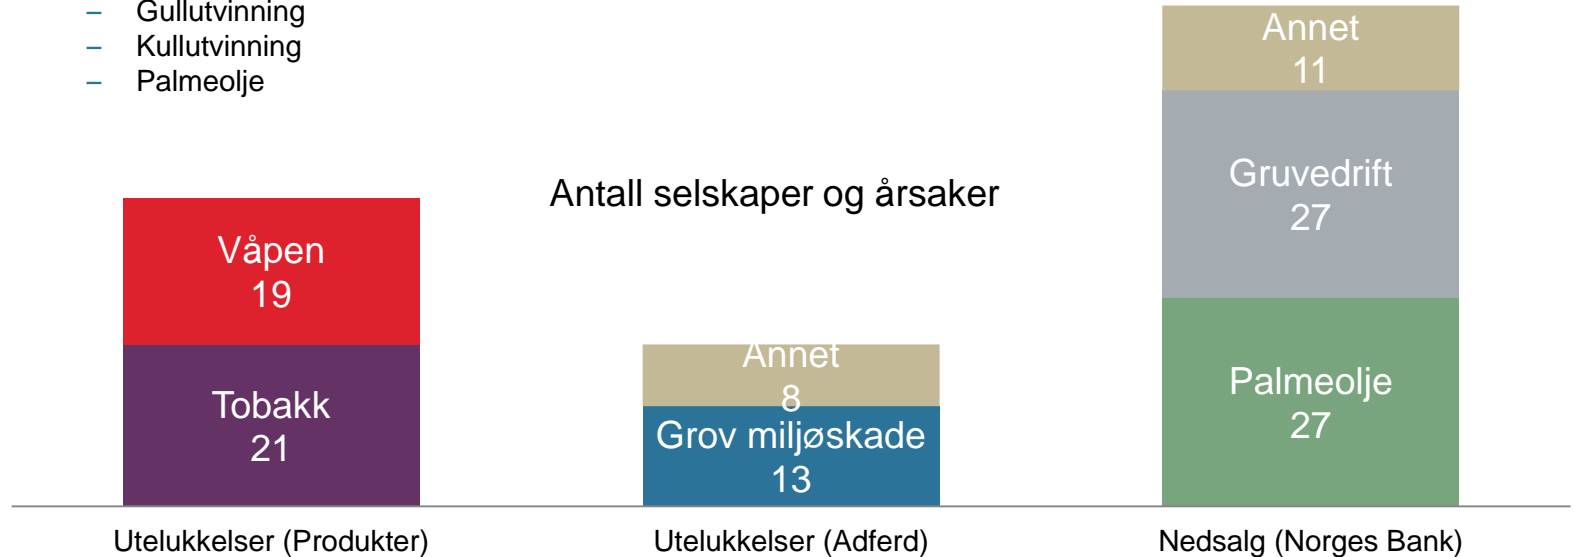 – Gullutvinning
– Kullutvinning
– Palmeolje
Antall selskaper og årsaker
Våpen
19
Tobakk
21
Annet
8
Grov miljøskade
13
Annet
11
Gruvedrift
27
Palmeolje
27
Utelukkelser (Produkter)
Utelukkelser (Adferd)
Nedsalg (Norges Bank)